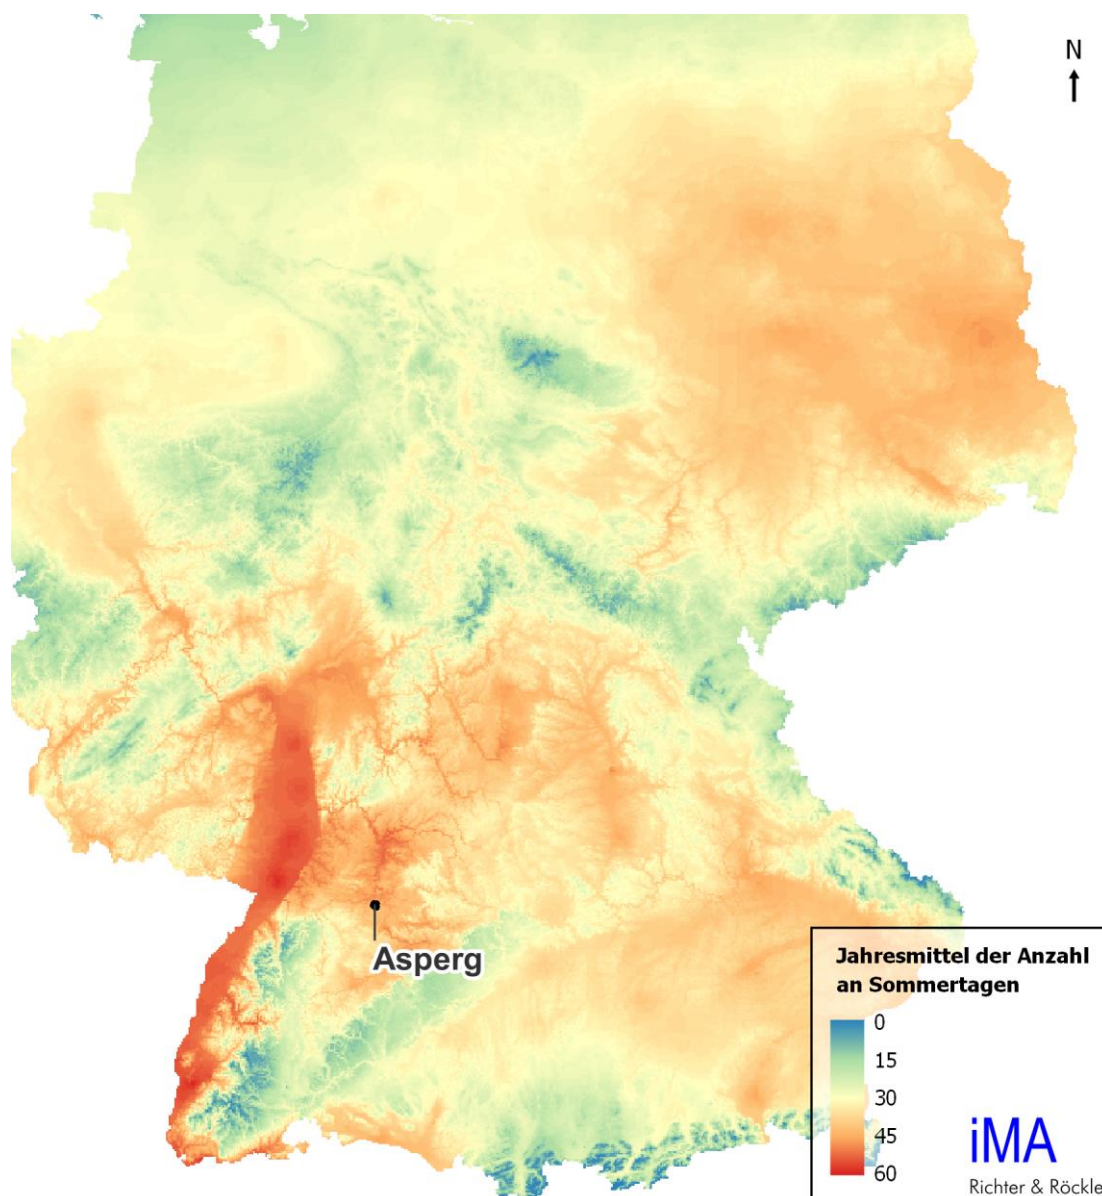 N
Asperg
Jahresmittel der Anzahl
an Sommertagen
0
15
30
45
60
iMA
Richter & Röckle